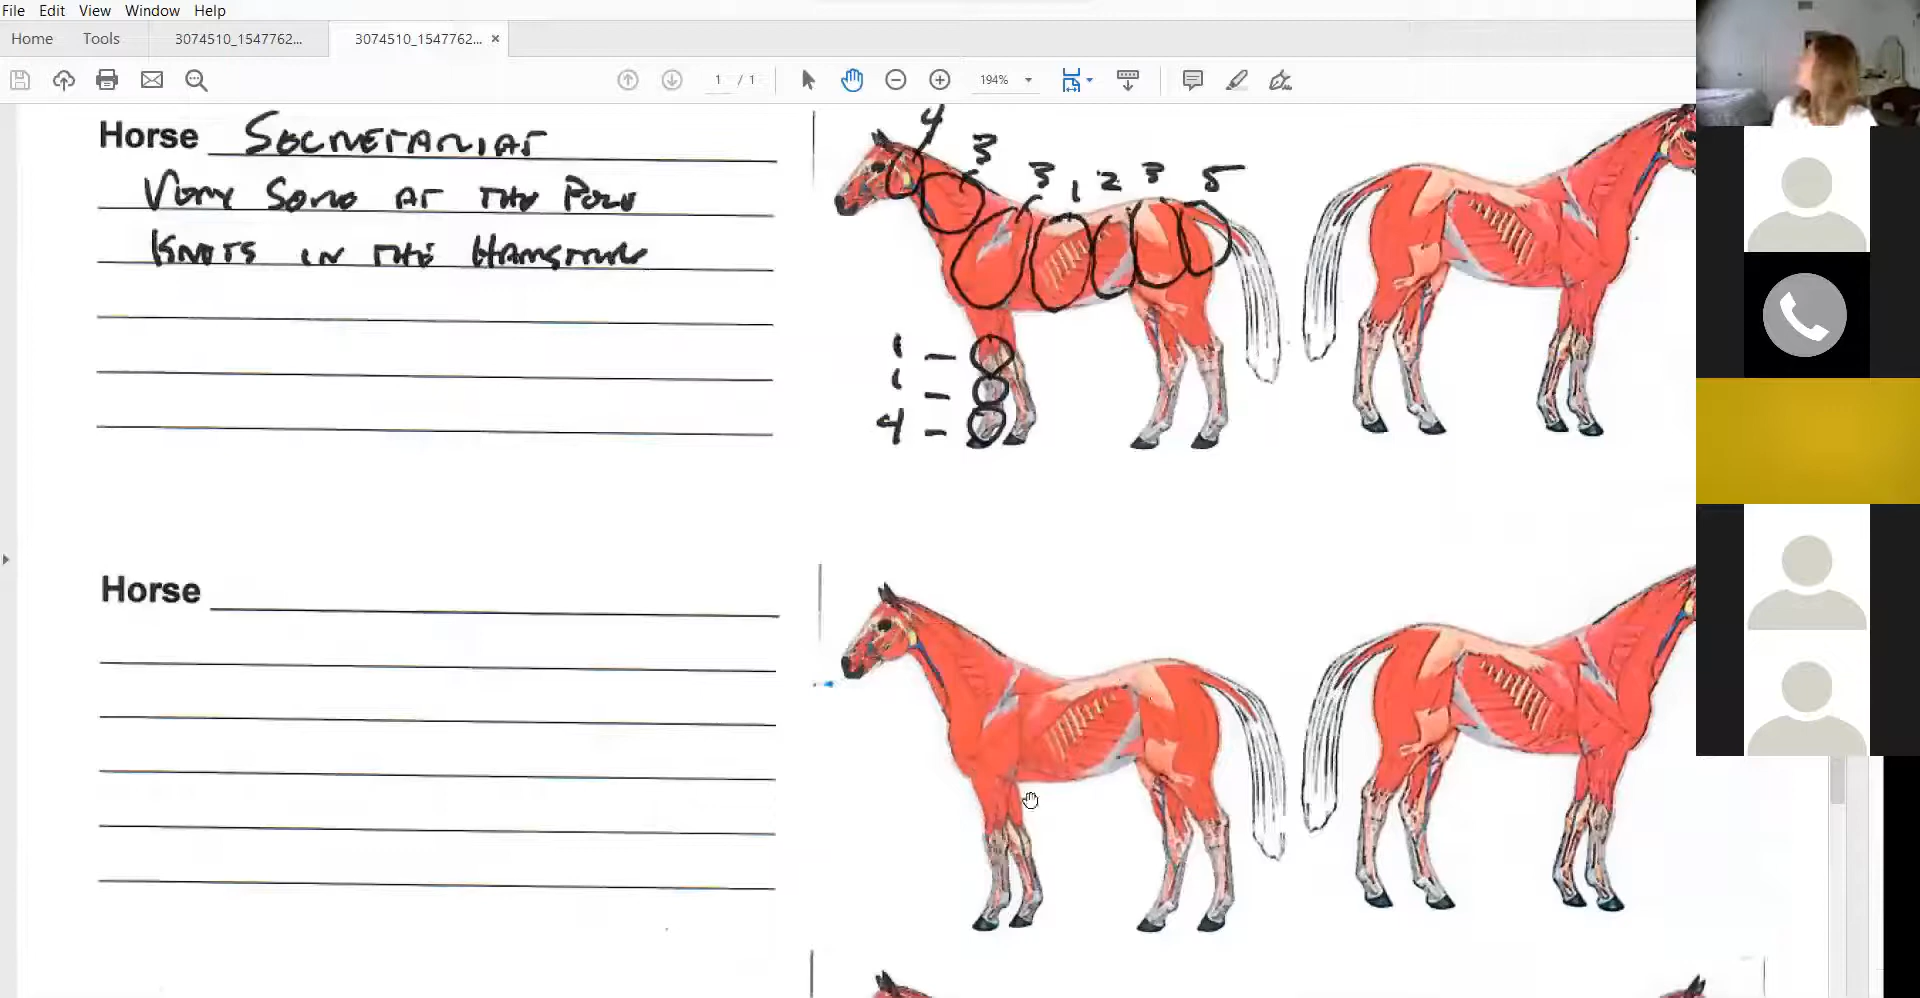 File Edit View Window Help
Home Tools 3074510_1547762... 3074510_1547762... ×
1 / 1 194%
Horse Secretariat
Very Sore at the Pole
Knots in the Hamstring
4
3
3 1 2 3 5
1 –
1 –
4 –
Horse